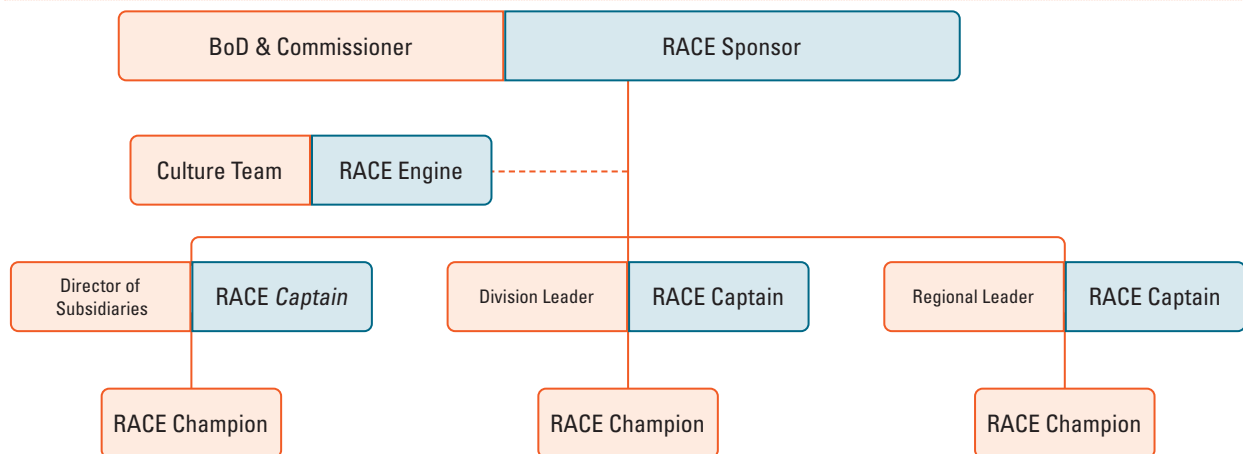 BoD & Commissioner
RACE Sponsor
Culture Team
RACE Engine
Director of
Subsidiaries
RACE Captain
Division Leader
RACE Captain
Regional Leader
RACE Captain
RACE Champion
RACE Champion
RACE Champion